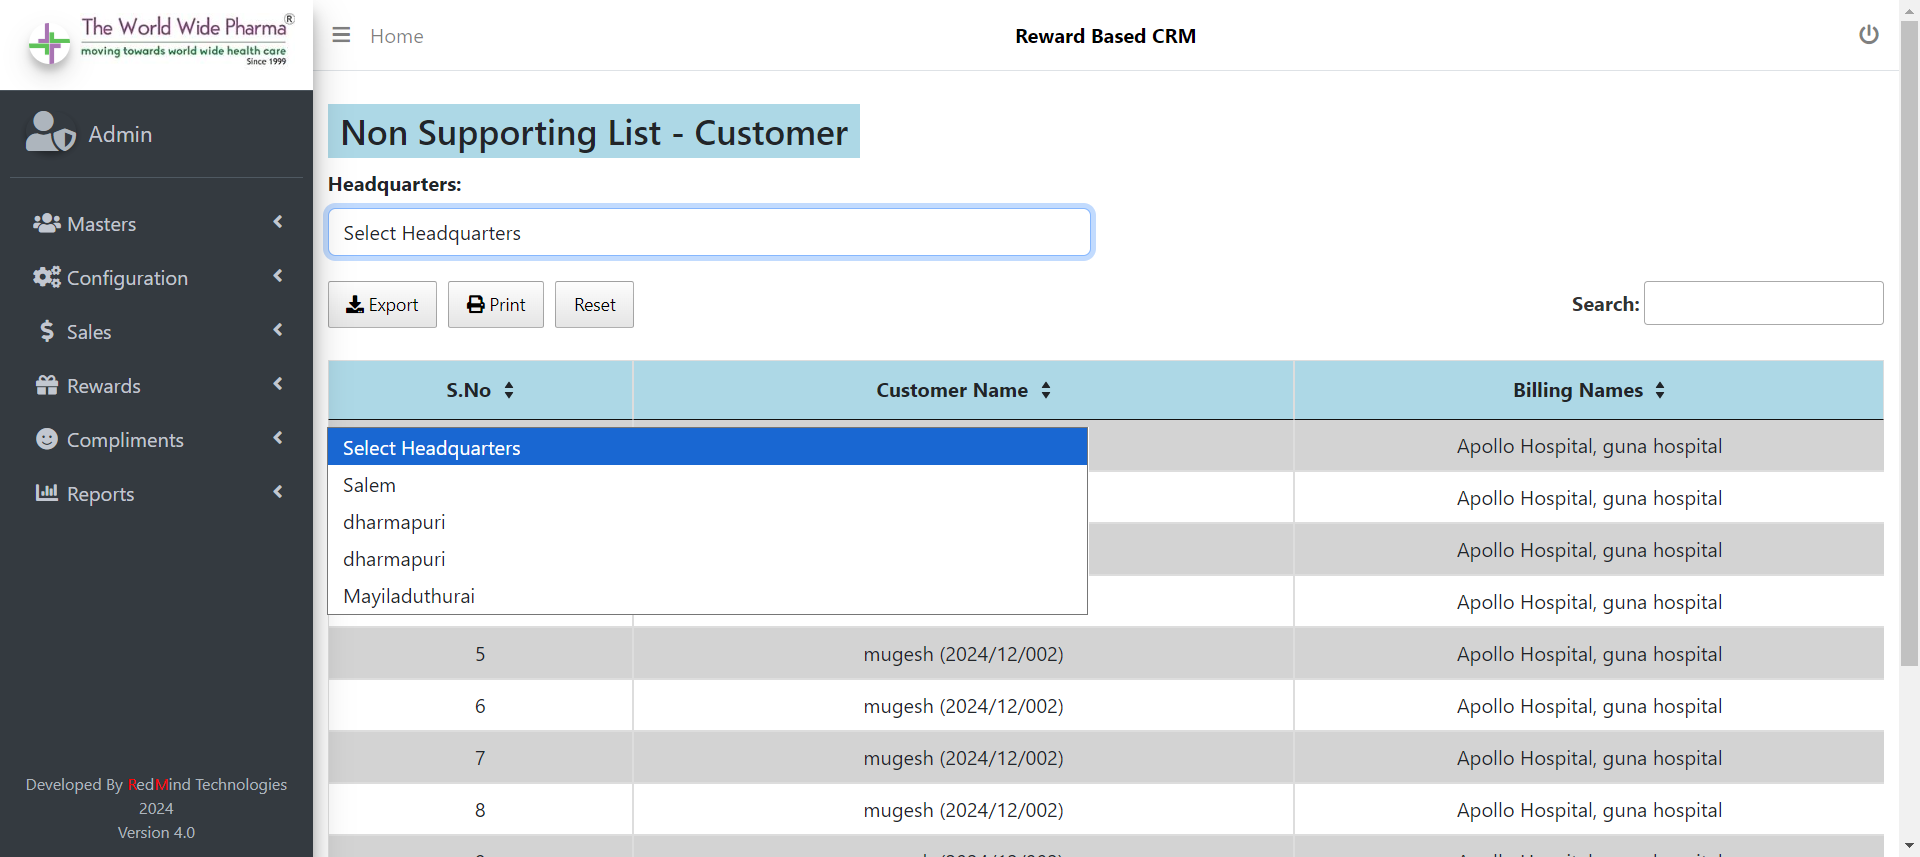 The World Wide Pharma®
moving towards world wide health care
Since 1999
Home
Reward Based CRM
Admin
Masters
Configuration
Sales
Rewards
Compliments
Reports
Developed By RedMind Technologies
2024
Version 4.0
Non Supporting List - Customer
Headquarters:
Select Headquarters
Export Print Reset Search:
S.No Customer Name Billing Names
Select Headquarters
Salem
dharmapuri
dharmapuri
Mayiladuthurai
Apollo Hospital, guna hospital
Apollo Hospital, guna hospital
Apollo Hospital, guna hospital
Apollo Hospital, guna hospital
5 mugesh (2024/12/002) Apollo Hospital, guna hospital
6 mugesh (2024/12/002) Apollo Hospital, guna hospital
7 mugesh (2024/12/002) Apollo Hospital, guna hospital
8 mugesh (2024/12/002) Apollo Hospital, guna hospital